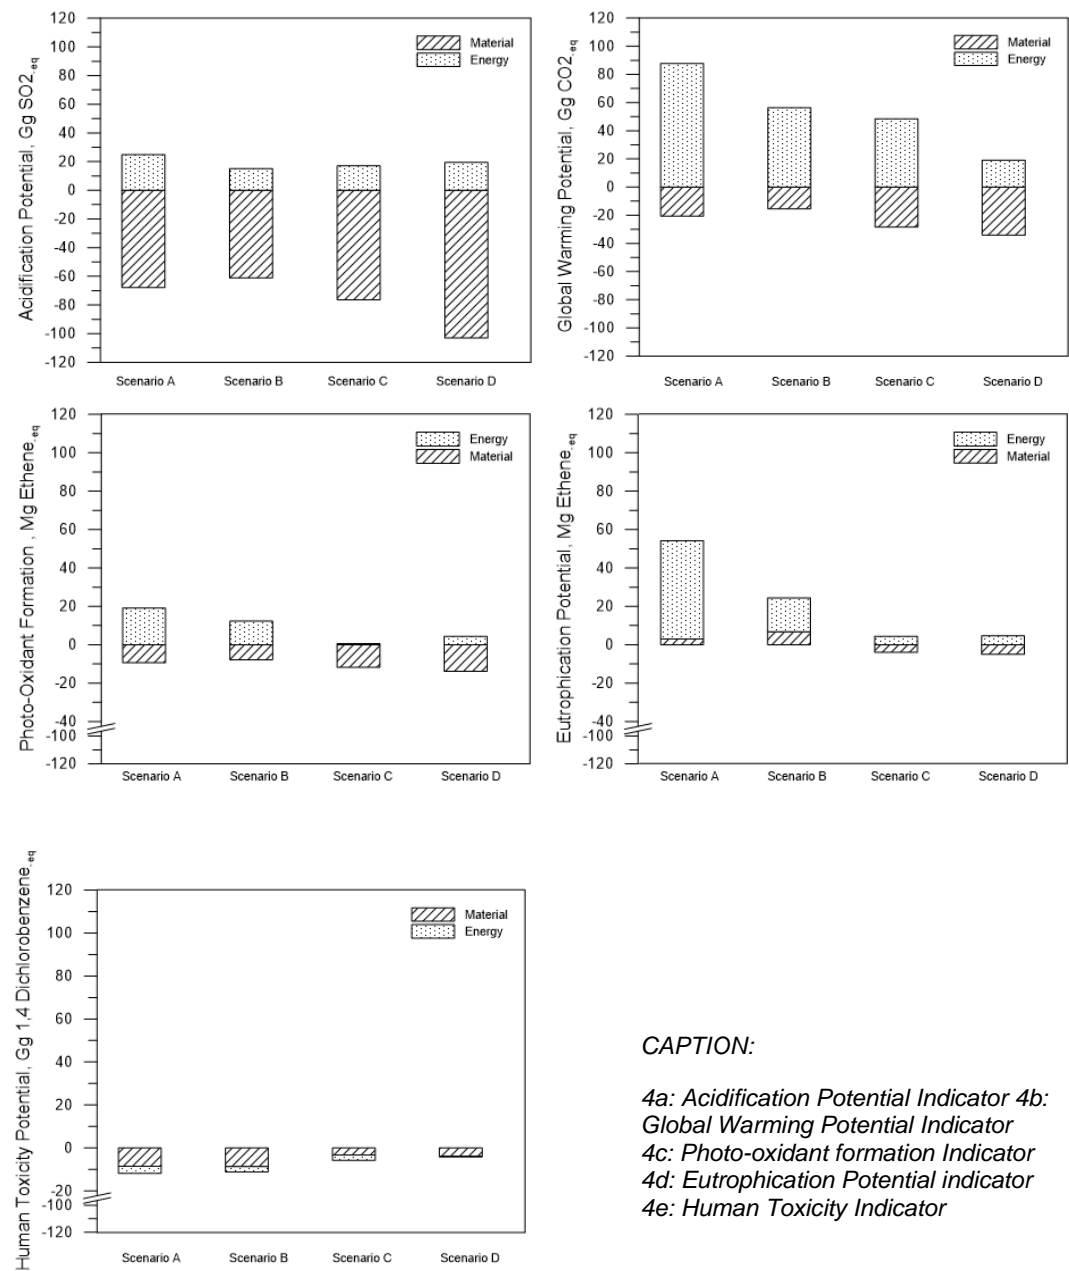 Acidification Potential, Gg SO2-eq
120
100
80
60
40
20
0
-20
-40
-60
-80
-100
-120
Material
Energy
Scenario A Scenario B Scenario C Scenario D
Global Warming Potential, Gg CO2-eq
120
100
80
60
40
20
0
-20
-40
-60
-80
-100
-120
Material
Energy
Scenario A Scenario B Scenario C Scenario D
Photo-Oxidant Formation , Mg Ethene-eq
120
100
80
60
40
20
0
-20
-40
-100
-120
Energy
Material
Scenario A Scenario B Scenario C Scenario D
Eutrophication Potential, Mg Ethene-eq
120
100
80
60
40
20
0
-20
-40
-100
-120
Energy
Material
Scenario A Scenario B Scenario C Scenario D
Human Toxicity Potential, Gg 1,4 Dichlorobenzene-eq
120
100
80
60
40
20
0
-20
-100
-120
Material
Energy
Scenario A Scenario B Scenario C Scenario D
CAPTION:
4a: Acidification Potential Indicator 4b:
Global Warming Potential Indicator
4c: Photo-oxidant formation Indicator
4d: Eutrophication Potential indicator
4e: Human Toxicity Indicator